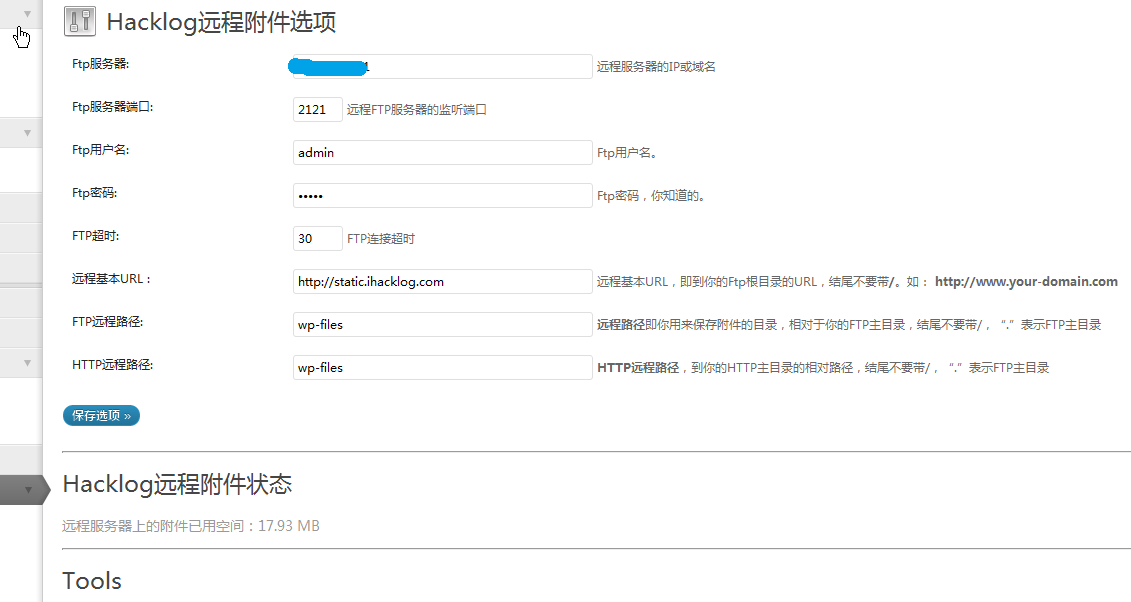 Hacklog远程附件选项
Ftp服务器: 1 远程服务器的IP或域名
Ftp服务器端口: 2121 远程FTP服务器的监听端口
Ftp用户名: admin Ftp用户名。
Ftp密码: ••••• Ftp密码，你知道的。
FTP超时: 30 FTP连接超时
远程基本URL： http://static.ihacklog.com 远程基本URL，即到你的Ftp根目录的URL，结尾不要带/。如： http://www.your-domain.com
FTP远程路径: wp-files 远程路径即你用来保存附件的目录，相对于你的FTP主目录，结尾不要带/，“.”表示FTP主目录
HTTP远程路径: wp-files HTTP远程路径，到你的HTTP主目录的相对路径，结尾不要带/，“.”表示FTP主目录
保存选项 »
Hacklog远程附件状态
远程服务器上的附件已用空间：17.93 MB
Tools